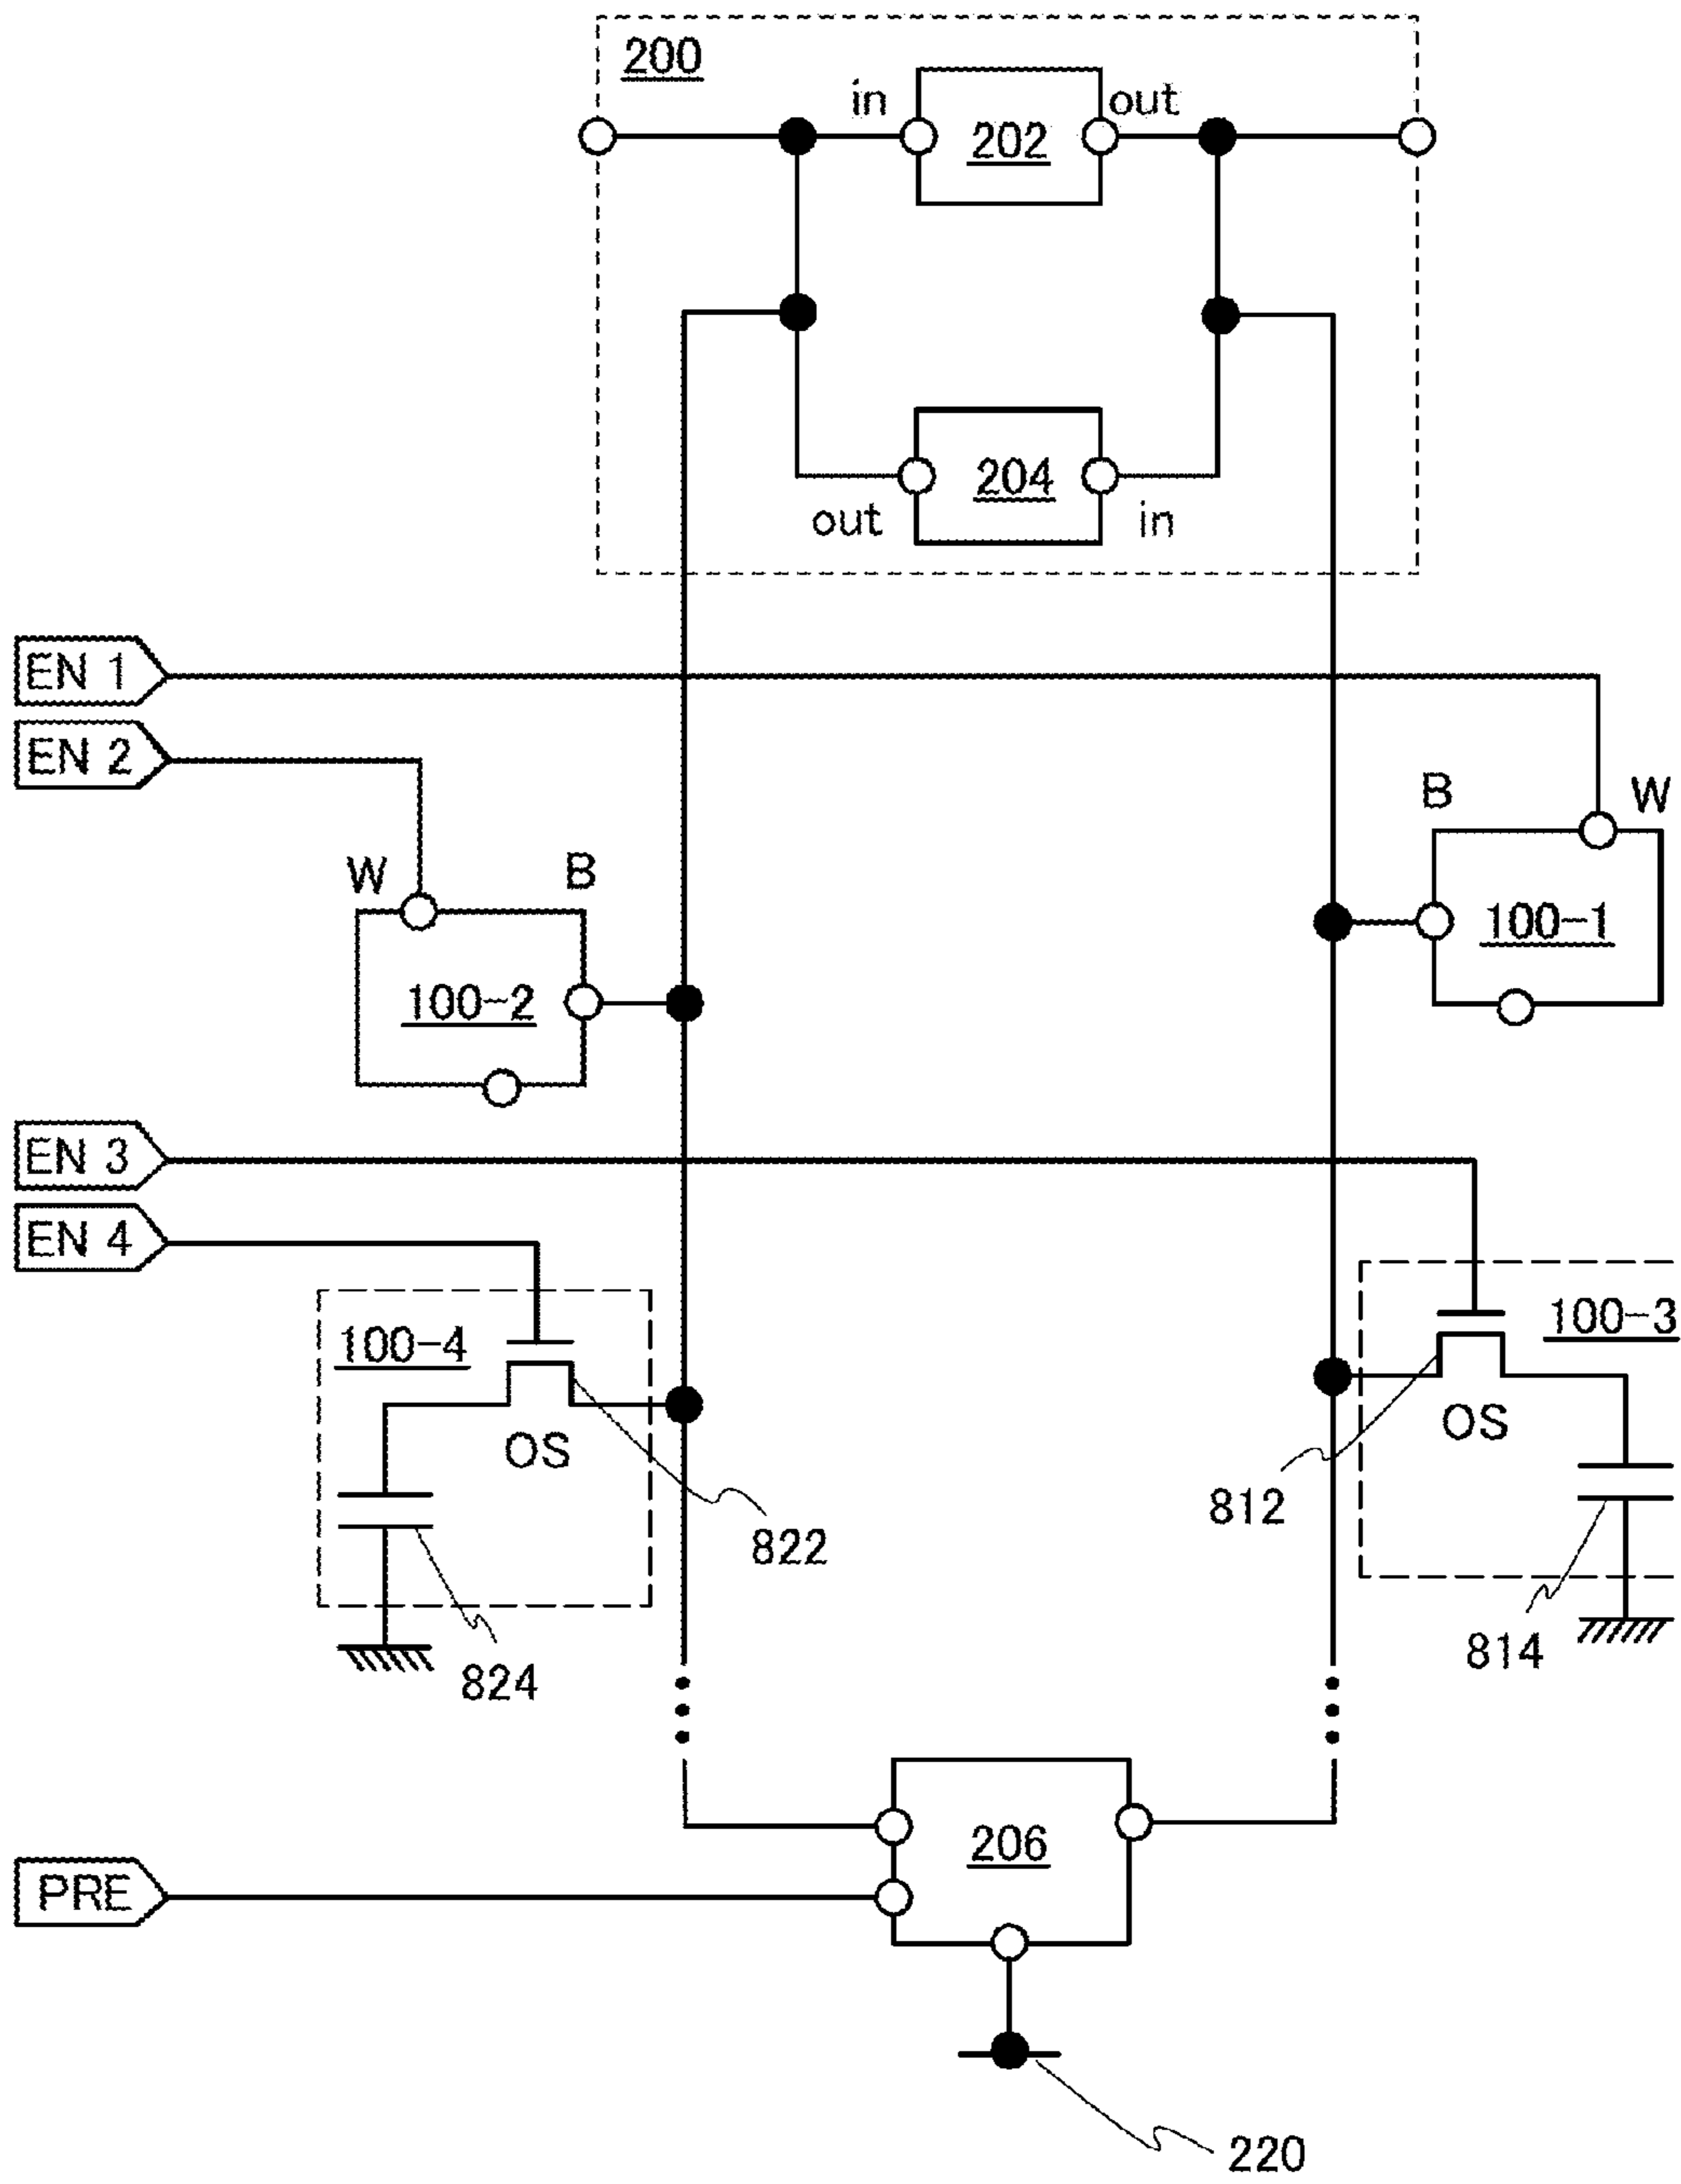 200
in
out
202
204
out
in
EN 1
EN 2
B
W
W
B
100-1
100-2
EN 3
EN 4
100-4
100-3
OS
OS
812
822
814
824
206
PRE
220